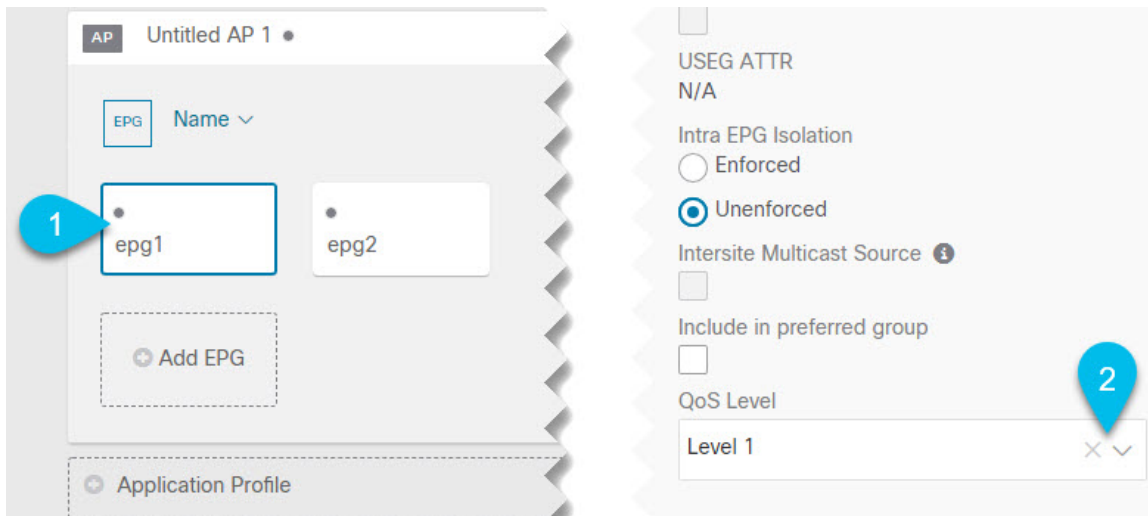 AP Untitled AP 1
EPG Name
1
epg1
epg2
Add EPG
Application Profile
USEG ATTR
N/A
Intra EPG Isolation
Enforced
Unenforced
Intersite Multicast Source
Include in preferred group
2
QoS Level
Level 1